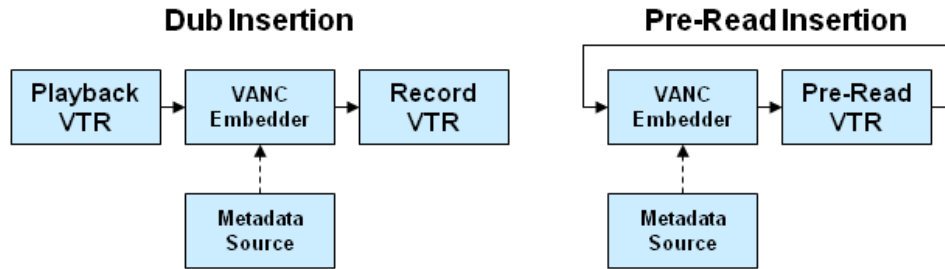 Dub Insertion
Playback
VTR
VANC
Embedder
Record
VTR
Metadata
Source
Pre-Read Insertion
VANC
Embedder
Pre-Read
VTR
Metadata
Source